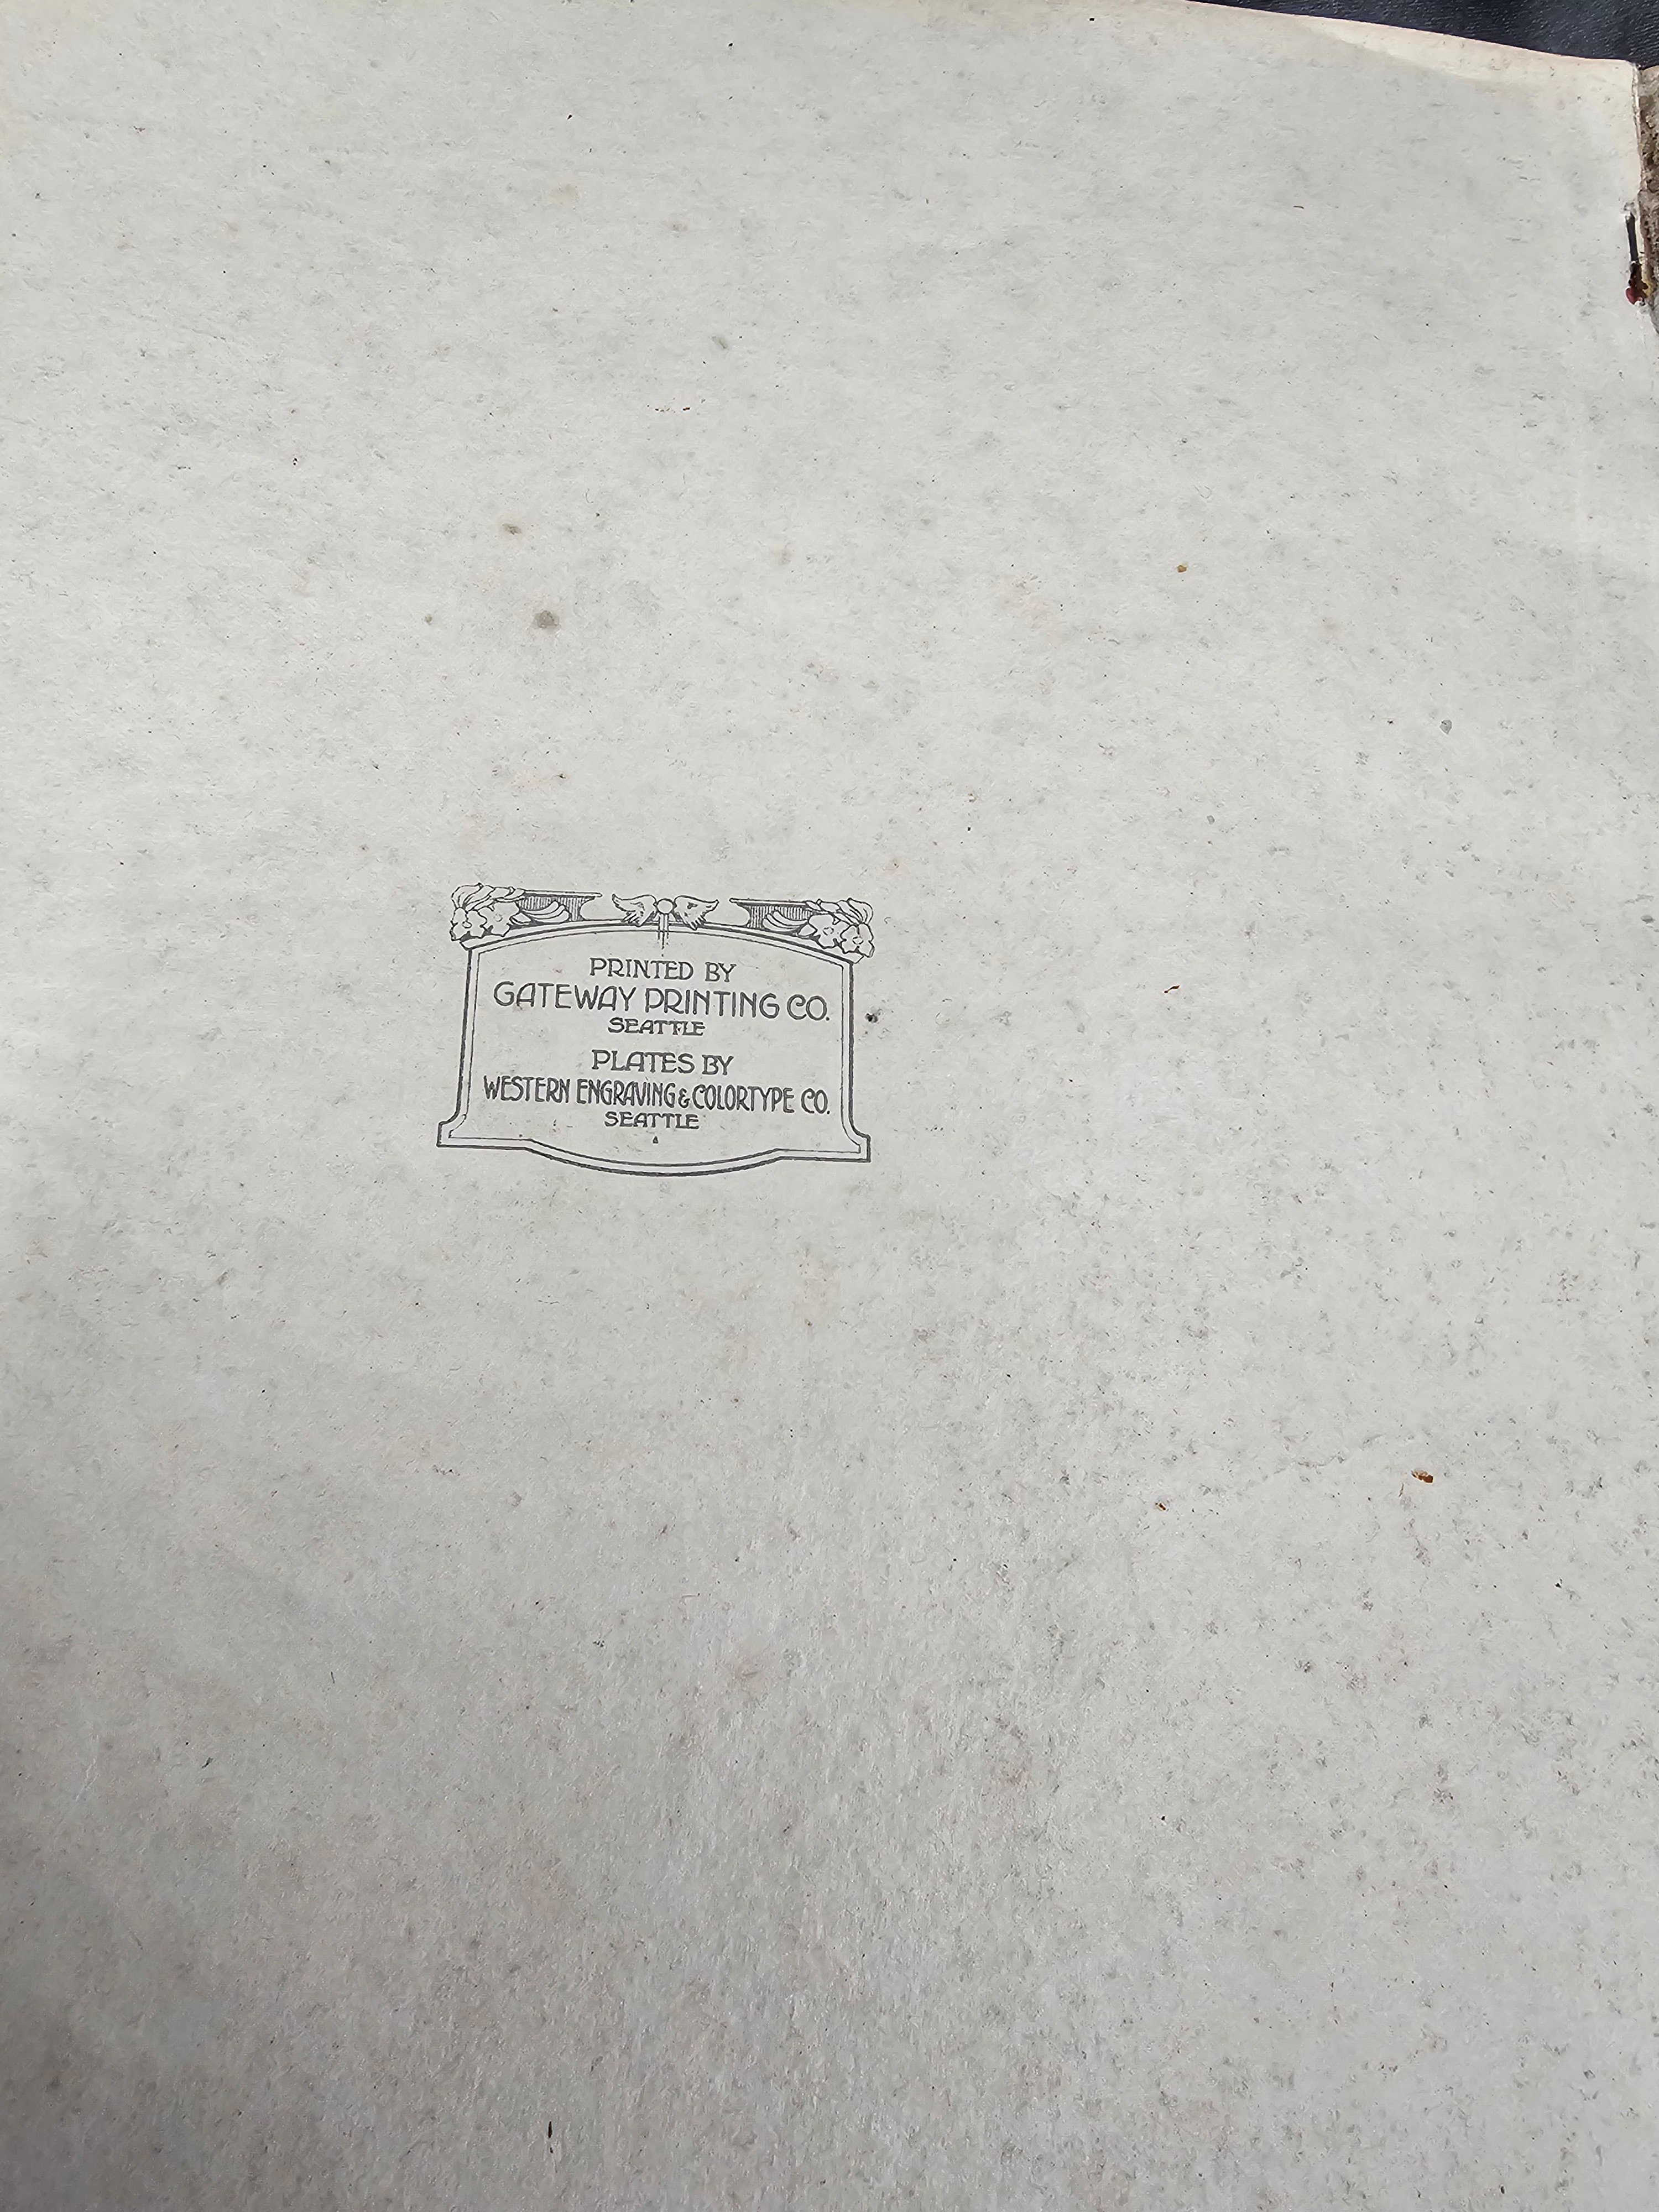 PRINTED BY
GATEWAY PRINTING CO.
SEATTLE
PLATES BY
WESTERN ENGRAVING & COLORTYPE CO.
SEATTLE